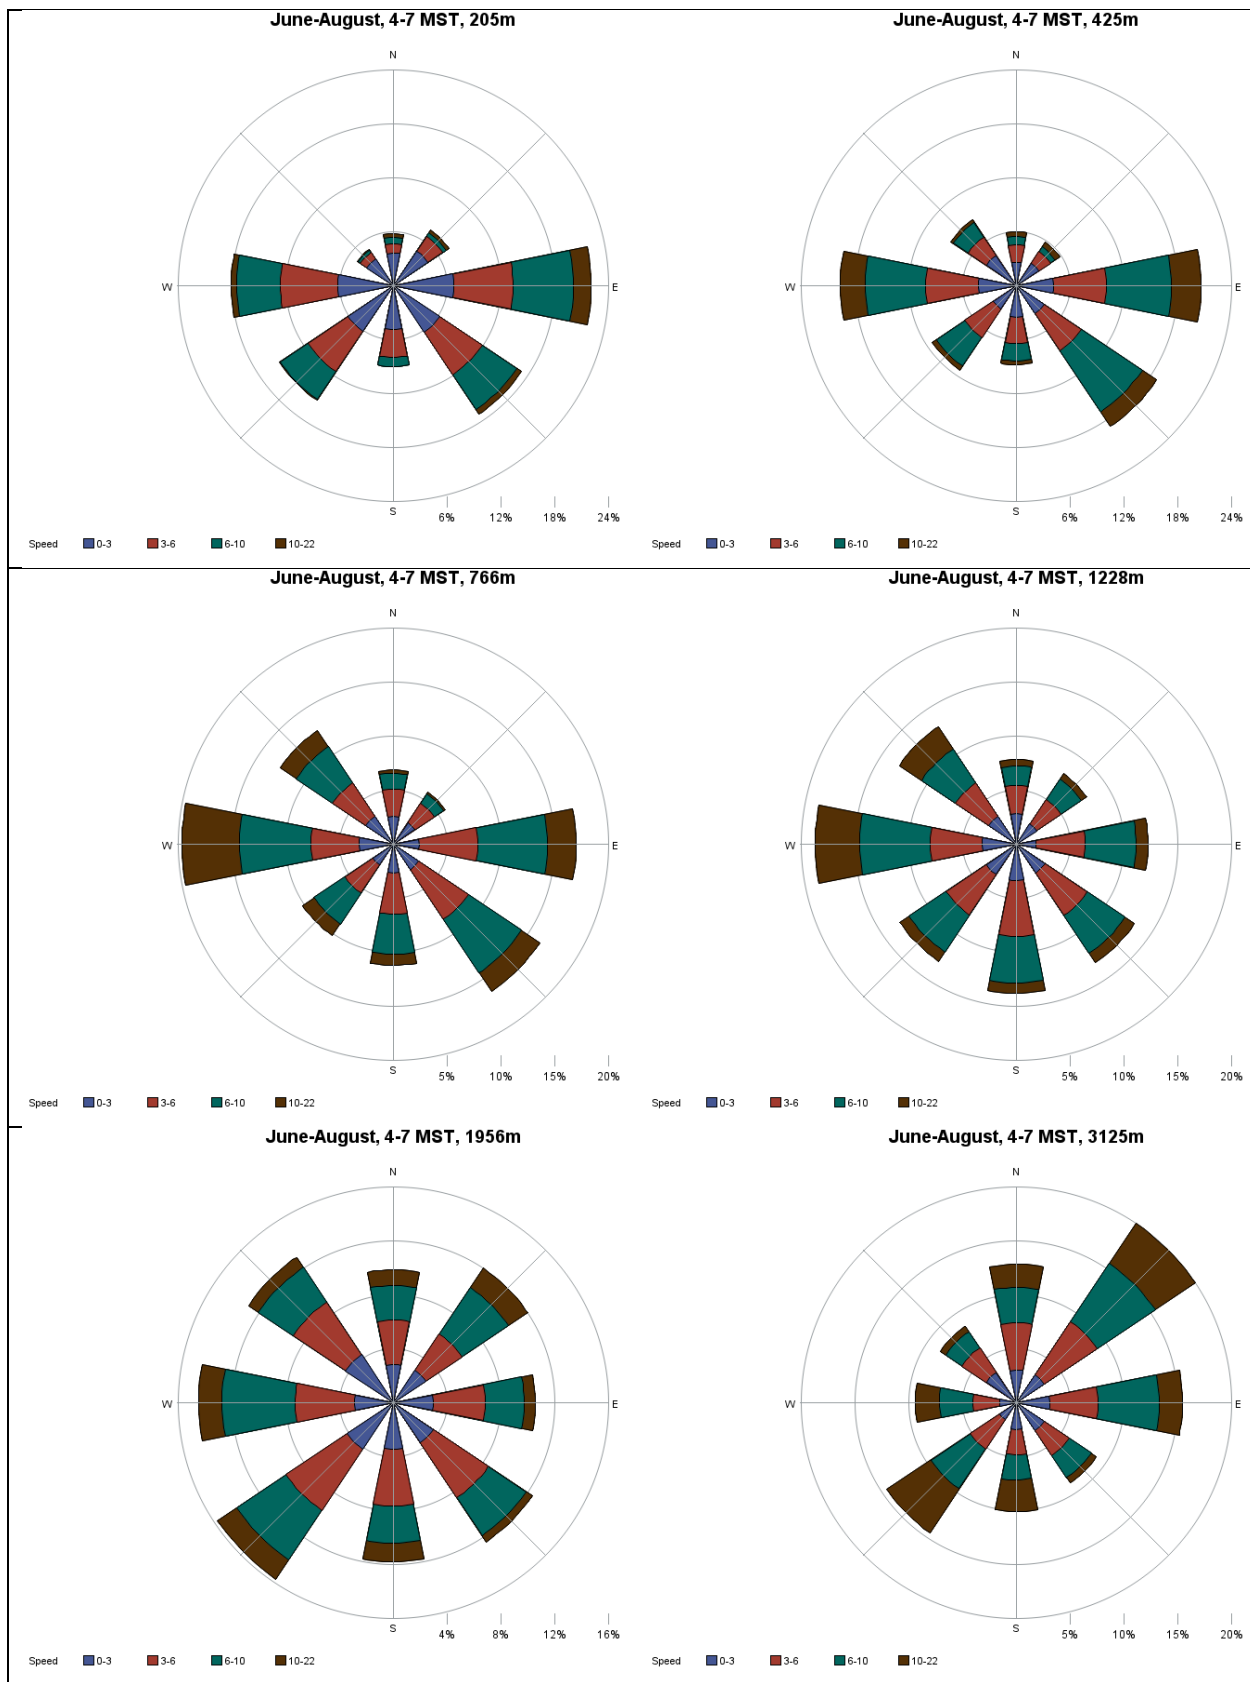 June-August, 4-7 MST, 205m
N
W
E
S
6% 12% 18% 24%
Speed 0-3 3-6 6-10 10-22
June-August, 4-7 MST, 425m
N
W
E
S
6% 12% 18% 24%
Speed 0-3 3-6 6-10 10-22
June-August, 4-7 MST, 766m
N
W
E
S
5% 10% 15% 20%
Speed 0-3 3-6 6-10 10-22
June-August, 4-7 MST, 1228m
N
W
E
S
5% 10% 15% 20%
Speed 0-3 3-6 6-10 10-22
June-August, 4-7 MST, 1956m
N
W
E
S
4% 8% 12% 16%
Speed 0-3 3-6 6-10 10-22
June-August, 4-7 MST, 3125m
N
W
E
S
5% 10% 15% 20%
Speed 0-3 3-6 6-10 10-22